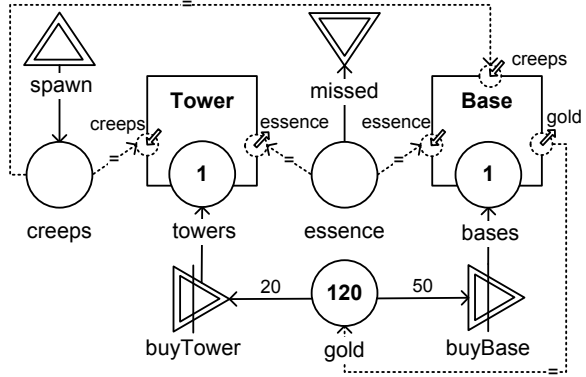 =
creeps
spawn
Tower
missed
Base
creeps
essence
essence
gold
=
1
=
=
1
creeps
towers
essence
bases
20
120
50
buyTower
gold
buyBase
=